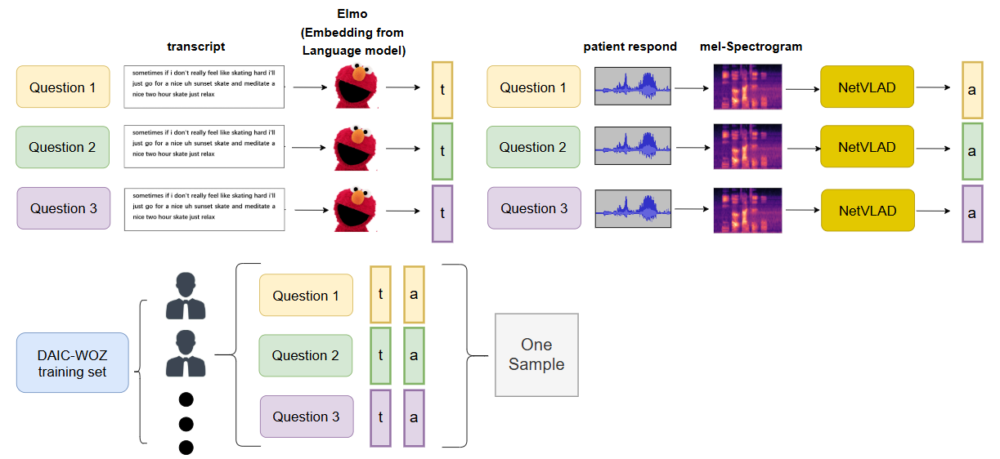 Elmo
(Embedding from
Language model)
transcript
patient respond
mel-Spectrogram
Question 1
sometimes if i don't really feel like skating hard i'll
just go for a nice uh sunset skate and meditate a
nice two hour skate just relax
t
Question 1
NetVLAD
a
Question 2
sometimes if i don't really feel like skating hard i'll
just go for a nice uh sunset skate and meditate a
nice two hour skate just relax
t
Question 2
NetVLAD
a
Question 3
sometimes if i don't really feel like skating hard i'll
just go for a nice uh sunset skate and meditate a
nice two hour skate just relax
t
Question 3
NetVLAD
a
DAIC-WOZ
training set
Question 1
t
a
Question 2
t
a
Question 3
t
a
One
Sample